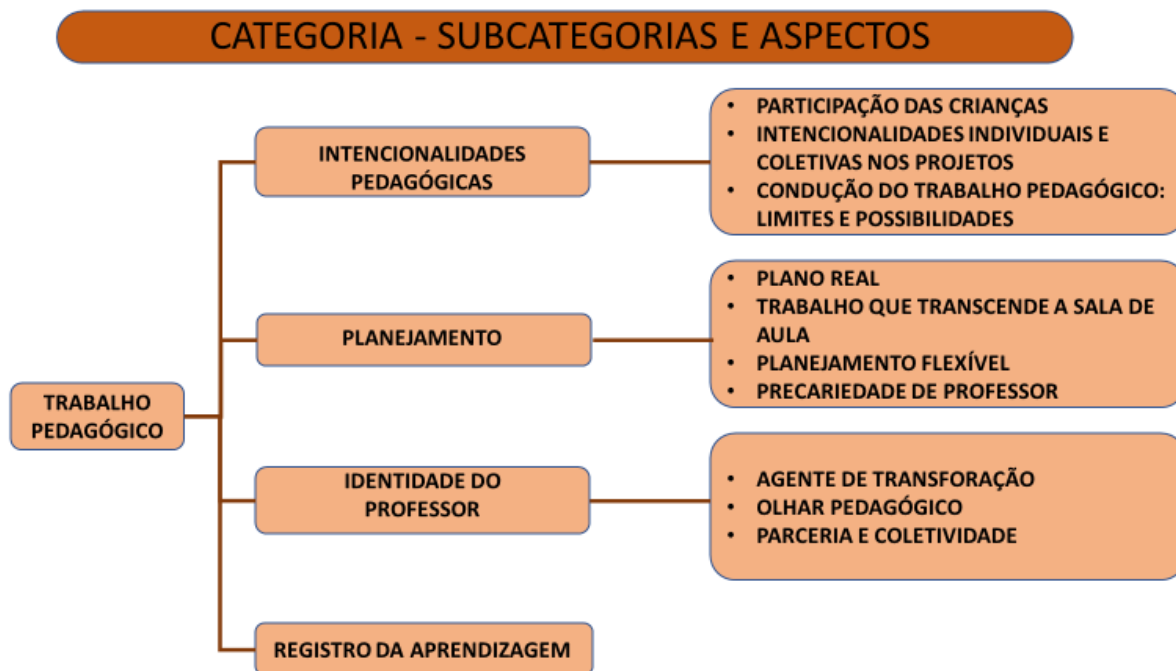 CATEGORIA - SUBCATEGORIAS E ASPECTOS
INTENCIONALIDADES
PEDAGÓGICAS
• PARTICIPAÇÃO DAS CRIANÇAS
• INTENCIONALIDADES INDIVIDUAIS E
COLETIVAS NOS PROJETOS
• CONDUÇÃO DO TRABALHO PEDAGÓGICO:
LIMITES E POSSIBILIDADES
PLANEJAMENTO
• PLANO REAL
• TRABALHO QUE TRANSCENDE A SALA DE
AULA
• PLANEJAMENTO FLEXÍVEL
• PRECARIEDADE DE PROFESSOR
TRABALHO
PEDAGÓGICO
IDENTIDADE DO
PROFESSOR
• AGENTE DE TRANSFORAÇÃO
• OLHAR PEDAGÓGICO
• PARCERIA E COLETIVIDADE
REGISTRO DA APRENDIZAGEM